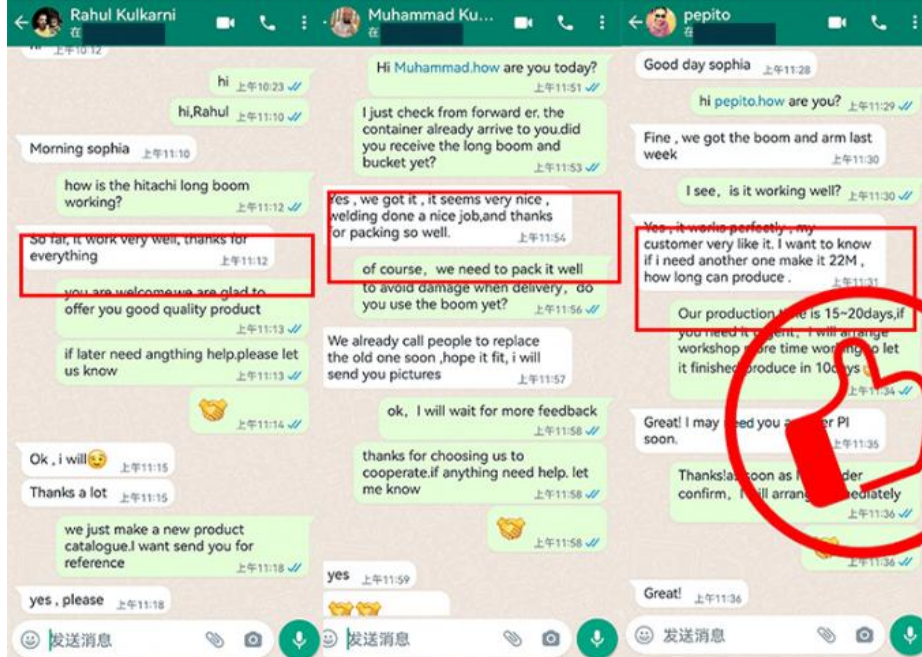 Rahul Kulkarni
在
上午10:12
hi
上午10:23
hi,Rahul
上午11:10
Morning sophia
上午11:10
how is the hitachi long boom
working?
上午11:12
So far, it work very well, thanks for
everything
上午11:12
you are welcome.we are glad to
offer you good quality product
上午11:13
if later need angthing help.please let
us know
上午11:13
上午11:14
Ok , i will
上午11:15
Thanks a lot
上午11:15
we just make a new product
catalogue.I want send you for
reference
上午11:18
yes , please
上午11:18
发送消息
Muhammad Ku...
在
Hi Muhammad.how are you today?
上午11:51
I just check from forward er. the
container already arrive to you.did
you receive the long boom and
bucket yet?
上午11:53
Yes , we got it , it seems very nice ,
welding done a nice job,and thanks
for packing so well.
上午11:54
of course, we need to pack it well
to avoid damage when delivery, do
you use the boom yet?
上午11:56
We already call people to replace
the old one soon ,hope it fit, i will
send you pictures
上午11:57
ok, I will wait for more feedback
上午11:58
thanks for choosing us to
cooperate.if anything need help. let
me know
上午11:58
上午11:58
yes
上午11:59
发送消息
pepito
在
Good day sophia
上午11:28
hi pepito.how are you?
上午11:29
Fine , we got the boom and arm last
week
上午11:30
I see, is it working well?
上午11:30
Yes , it works perfectly , my
customer very like it. I want to know
if i need another one make it 22M ,
how long can produce .
上午11:31
Our production time is 15~20days,if
you need it urgent, I will arrange
workshop more time working to let
it finished produce in 10days
上午11:34
Great! I may need you PI
soon.
上午11:35
Thanks!as soon as
confirm, I will arrange
上午11:36
上午11:36
Great!
上午11:36
发送消息